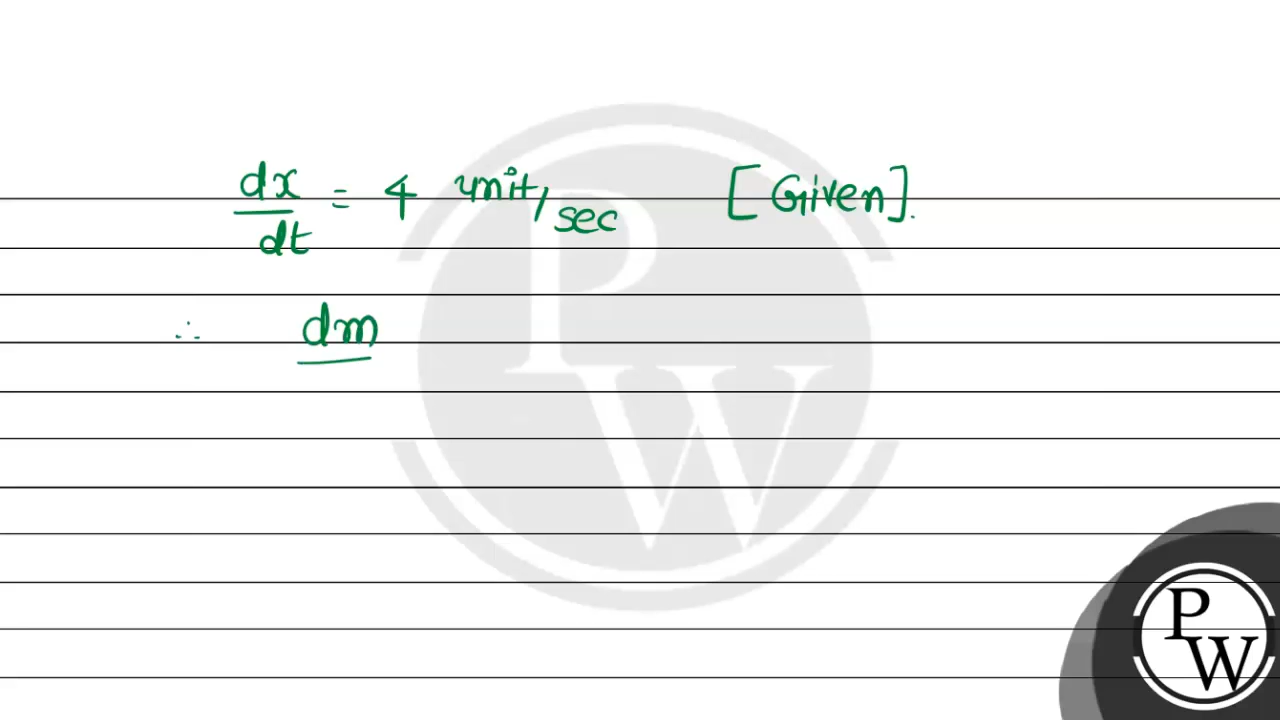 dx/dt = 4 unit/sec [Given].
∴ dm
P W
P W